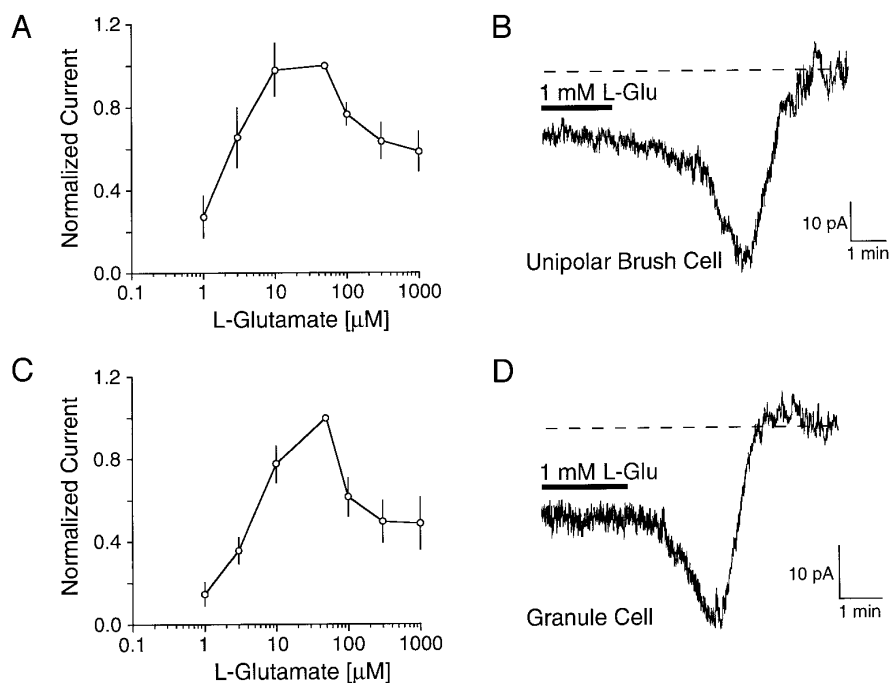 A
Normalized Current
1.2
0.8
0.4
0.0
0.1 1 10 100 1000
L-Glutamate [μM]
B
1 mM L-Glu
10 pA
1 min
Unipolar Brush Cell
C
Normalized Current
1.2
0.8
0.4
0.0
0.1 1 10 100 1000
L-Glutamate [μM]
D
1 mM L-Glu
10 pA
1 min
Granule Cell